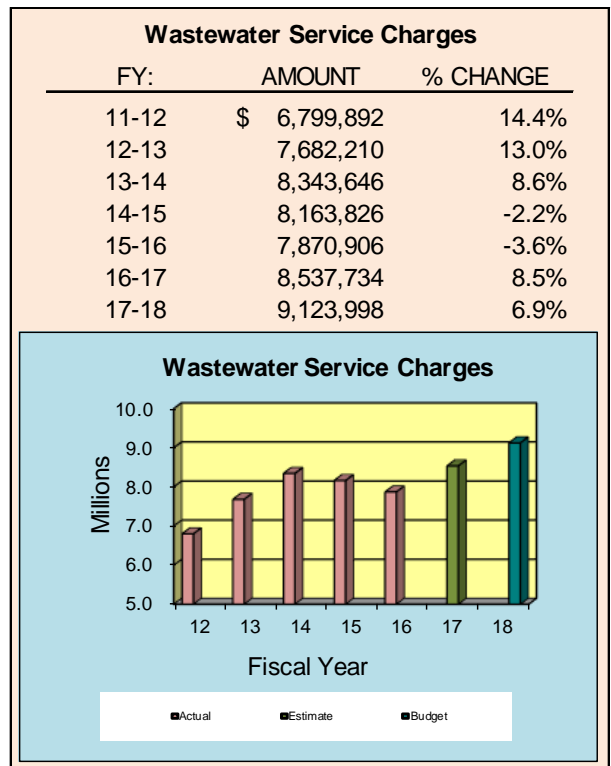 Wastewater Service Charges
FY: AMOUNT % CHANGE
11-12 $ 6,799,892 14.4%
12-13 7,682,210 13.0%
13-14 8,343,646 8.6%
14-15 8,163,826 -2.2%
15-16 7,870,906 -3.6%
16-17 8,537,734 8.5%
17-18 9,123,998 6.9%
Wastewater Service Charges
10.0
9.0
8.0
7.0
6.0
5.0
Millions
12 13 14 15 16 17 18
Fiscal Year
Actual Estimate Budget